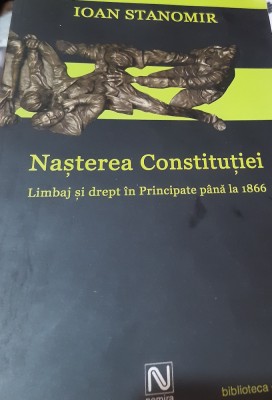 IOAN STANOMIR
Nașterea Constituției
Limbaj și drept în Principate până la 1866
N
nemira
biblioteca